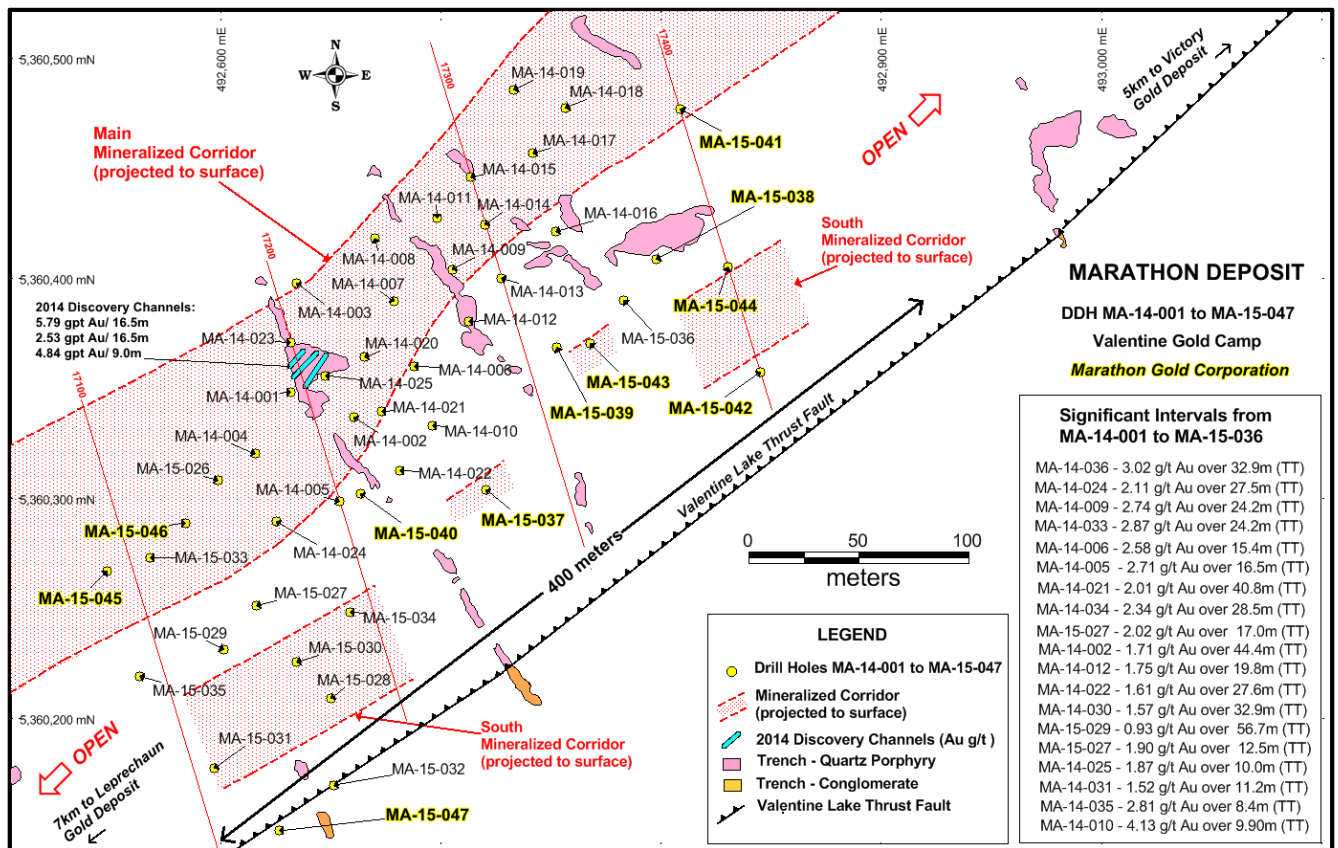 5,360,500 mN
5,360,400 mN
5,360,300 mN
5,360,200 mN
492,600 mE
492,900 mE
493,000 mE
N
W E
S
17100
17200
17300
17400
Main
Mineralized Corridor
(projected to surface)
2014 Discovery Channels:
5.79 gpt Au/ 16.5m
2.53 gpt Au/ 16.5m
4.84 gpt Au/ 9.0m
MA-14-019
MA-14-018
MA-14-017
MA-14-015
MA-14-011
MA-14-014
MA-14-016
MA-14-008
MA-14-009
MA-14-007
MA-14-013
MA-14-003
MA-14-012
MA-14-023
MA-14-020
MA-15-036
MA-14-006
MA-14-025
MA-14-001
MA-14-021
MA-14-002
MA-14-010
MA-14-004
MA-15-026
MA-14-022
MA-14-005
MA-14-024
MA-15-033
MA-15-027
MA-15-034
MA-15-029
MA-15-030
MA-15-035
MA-15-028
MA-15-031
MA-15-032
MA-15-041
MA-15-038
MA-15-044
MA-15-043
MA-15-039
MA-15-042
MA-15-037
MA-15-040
MA-15-046
MA-15-045
MA-15-047
OPEN
5km to Victory
Gold Deposit
South
Mineralized Corridor
(projected to surface)
OPEN
7km to Leprechaun
Gold Deposit
South
Mineralized Corridor
(projected to surface)
400 meters
Valentine Lake Thrust Fault
0 50 100
meters
MARATHON DEPOSIT
DDH MA-14-001 to MA-15-047
Valentine Gold Camp
Marathon Gold Corporation
LEGEND
Drill Holes MA-14-001 to MA-15-047
Mineralized Corridor
(projected to surface)
2014 Discovery Channels (Au g/t )
Trench - Quartz Porphyry
Trench - Conglomerate
Valentine Lake Thrust Fault
Significant Intervals from
MA-14-001 to MA-15-036
MA-14-036 - 3.02 g/t Au over 32.9m (TT)
MA-14-024 - 2.11 g/t Au over 27.5m (TT)
MA-14-009 - 2.74 g/t Au over 24.2m (TT)
MA-14-033 - 2.87 g/t Au over 24.2m (TT)
MA-14-006 - 2.58 g/t Au over 15.4m (TT)
MA-14-005 - 2.71 g/t Au over 16.5m (TT)
MA-14-021 - 2.01 g/t Au over 40.8m (TT)
MA-14-034 - 2.34 g/t Au over 28.5m (TT)
MA-15-027 - 2.02 g/t Au over 17.0m (TT)
MA-14-002 - 1.71 g/t Au over 44.4m (TT)
MA-14-012 - 1.75 g/t Au over 19.8m (TT)
MA-14-022 - 1.61 g/t Au over 27.6m (TT)
MA-14-030 - 1.57 g/t Au over 32.9m (TT)
MA-15-029 - 0.93 g/t Au over 56.7m (TT)
MA-15-027 - 1.90 g/t Au over 12.5m (TT)
MA-14-025 - 1.87 g/t Au over 10.0m (TT)
MA-14-031 - 1.52 g/t Au over 11.2m (TT)
MA-14-035 - 2.81 g/t Au over 8.4m (TT)
MA-14-010 - 4.13 g/t Au over 9.90m (TT)